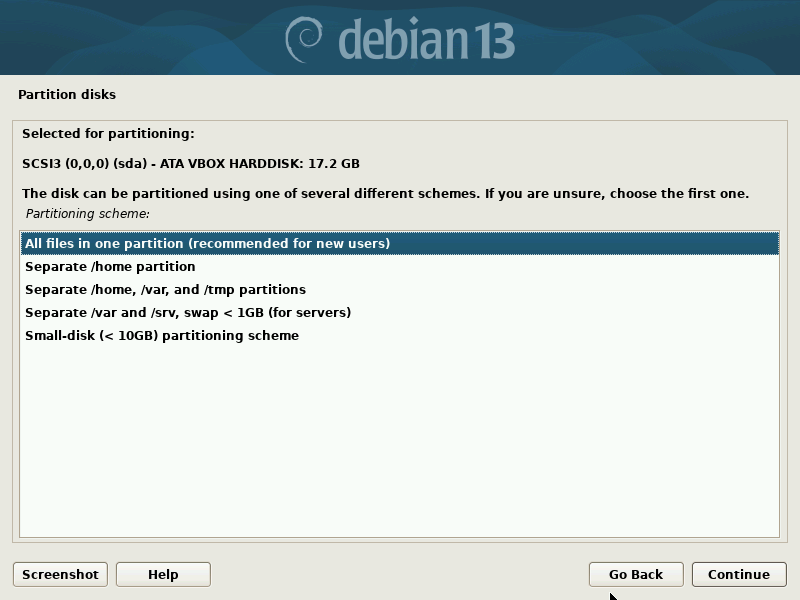 debian 13
Partition disks
Selected for partitioning:
SCSI3 (0,0,0) (sda) - ATA VBOX HARDDISK: 17.2 GB
The disk can be partitioned using one of several different schemes. If you are unsure, choose the first one.
Partitioning scheme:
All files in one partition (recommended for new users)
Separate /home partition
Separate /home, /var, and /tmp partitions
Separate /var and /srv, swap < 1GB (for servers)
Small-disk (< 10GB) partitioning scheme
Screenshot Help Go Back Continue